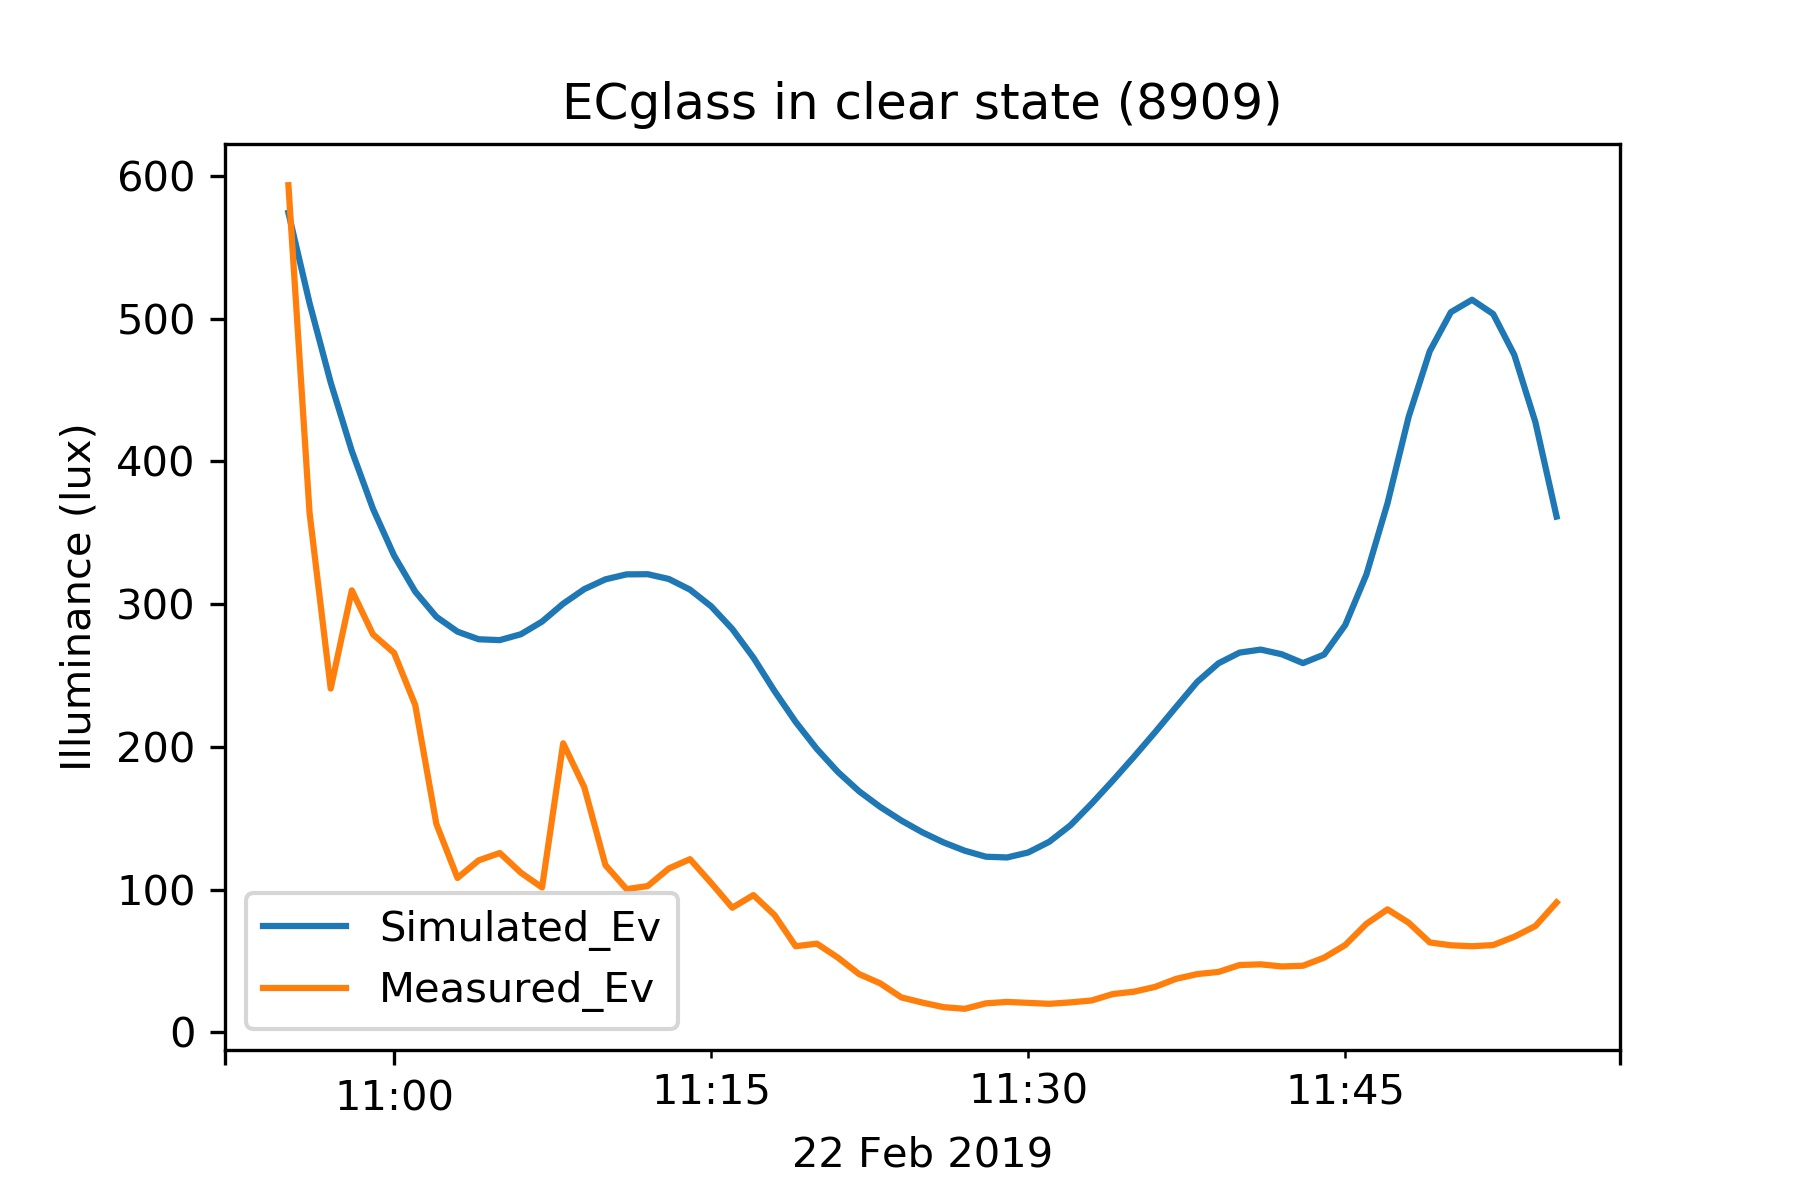 ECglass in clear state (8909)
Illuminance (lux)
600
500
400
300
200
100
0
Simulated_Ev
Measured_Ev
11:00 11:15 11:30 11:45
22 Feb 2019